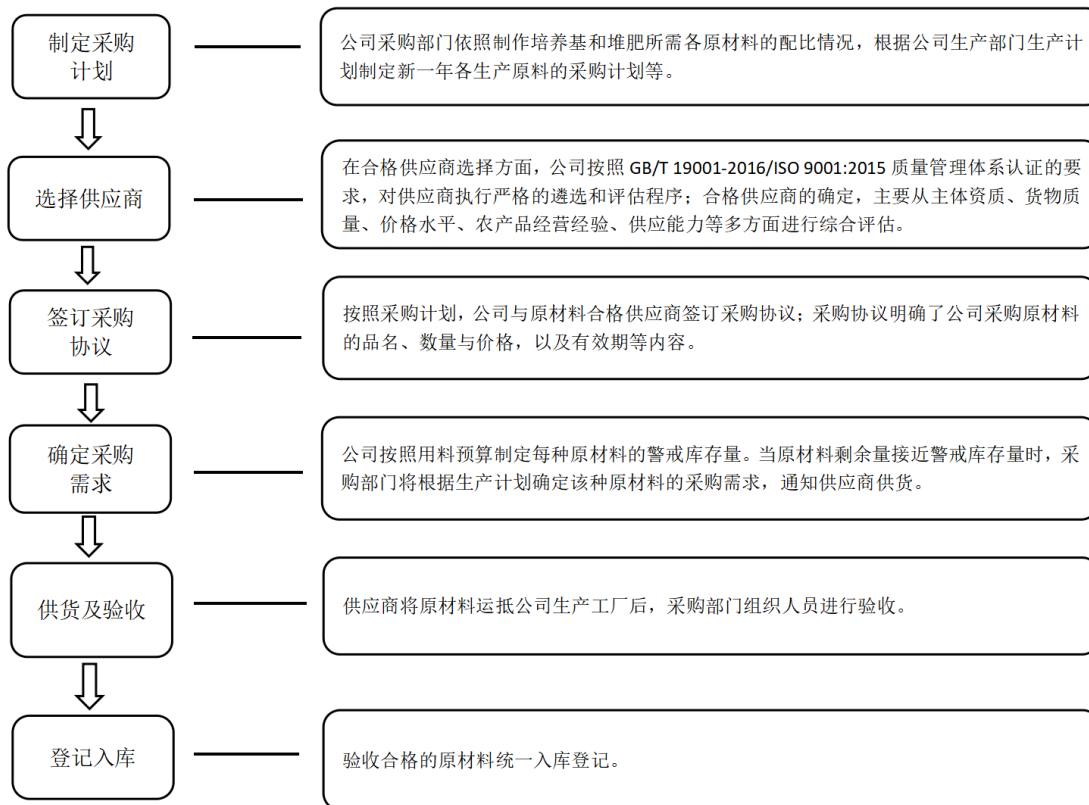 制定采购
计划
公司采购部门依照制作培养基和堆肥所需各原材料的配比情况，根据公司生产部门生产计
划制定新一年各生产原料的采购计划等。
选择供应商
在合格供应商选择方面，公司按照 GB/T 19001-2016/ISO 9001:2015 质量管理体系认证的要
求，对供应商执行严格的遴选和评估程序；合格供应商的确定，主要从主体资质、货物质
量、价格水平、农产品经营经验、供应能力等多方面进行综合评估。
签订采购
协议
按照采购计划，公司与原材料合格供应商签订采购协议；采购协议明确了公司采购原材料
的品名、数量与价格，以及有效期等内容。
确定采购
需求
公司按照用料预算制定每种原材料的警戒库存量。当原材料剩余量接近警戒库存量时，采
购部门将根据生产计划确定该种原材料的采购需求，通知供应商供货。
供货及验收
供应商将原材料运抵公司生产工厂后，采购部门组织人员进行验收。
登记入库
验收合格的原材料统一入库登记。